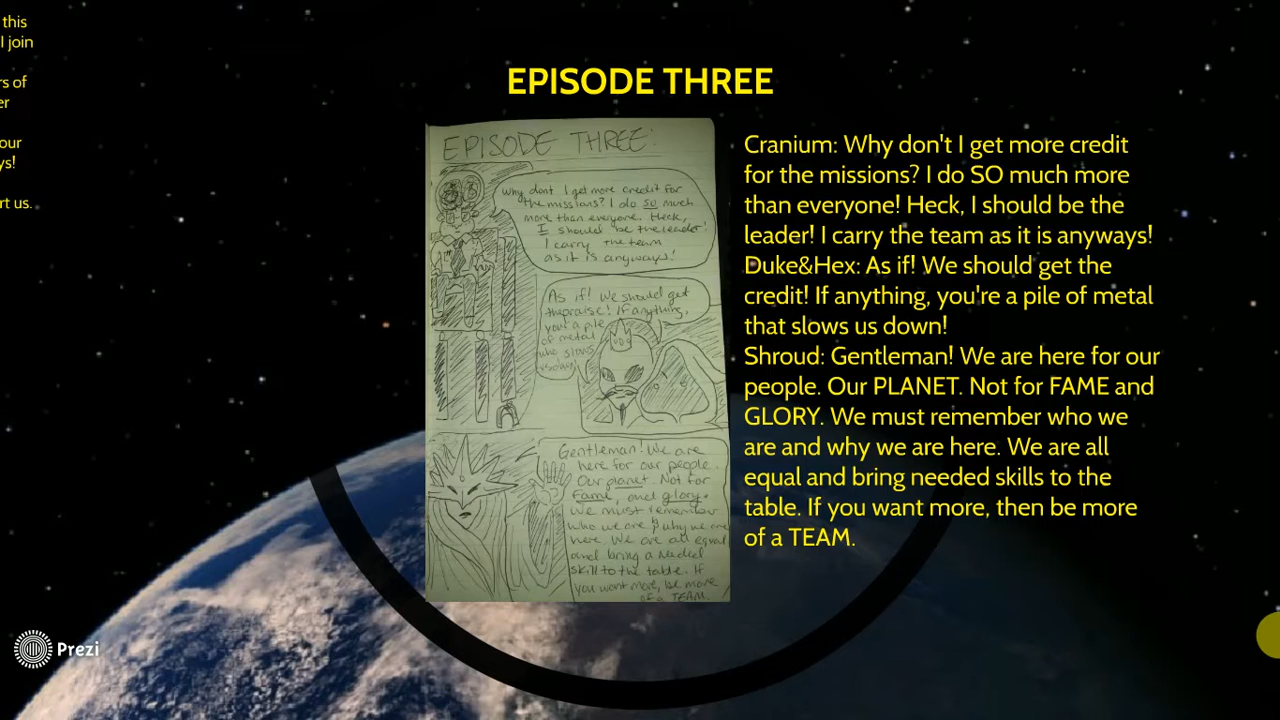 this
I join
rs of
er
our
ys!
rt us.
EPISODE THREE
EPISODE THREE:
Why dont I get more credit for
the missions? I do so much
more than everyone. Heck,
I should be the leader!
I carry the team
as it is anyways!
As if! We should get
the praise! If anything,
your a pile
of metal
who slows
us down!
Gentleman! We are
here for our people.
Our planet. Not for
Fame, and glory.
We must remember
who we are & why we are
here. We are all equal
and bring a needed
skill to the table. If
you want more, be more
of a TEAM.
Cranium: Why don't I get more credit
for the missions? I do SO much more
than everyone! Heck, I should be the
leader! I carry the team as it is anyways!
Duke&Hex: As if! We should get the
credit! If anything, you're a pile of metal
that slows us down!
Shroud: Gentleman! We are here for our
people. Our PLANET. Not for FAME and
GLORY. We must remember who we
are and why we are here. We are all
equal and bring needed skills to the
table. If you want more, then be more
of a TEAM.
Prezi